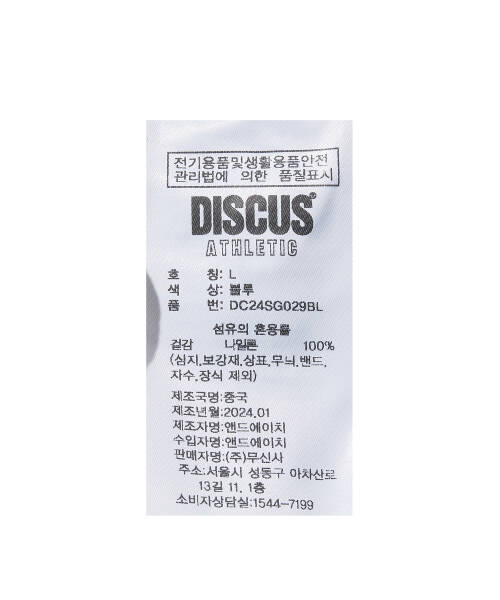 전기용품및생활용품안전
관리법에 의한 품질표시
DISCUS®
ATHLETIC
호 칭: L
색 상: 블루
품 번: DC24SG029BL
섬유의 혼용률
겉감 나일론 100%
(심지,보강재,상표,무늬,밴드,
자수,장식 제외)
제조국명:중국
제조년월:2024.01
제조자명:앤드에이치
수입자명:앤드에이치
판매자명:(주)무신사
주소:서울시 성동구 아차산로
13길 11, 1층
소비자상담실:1544-7199